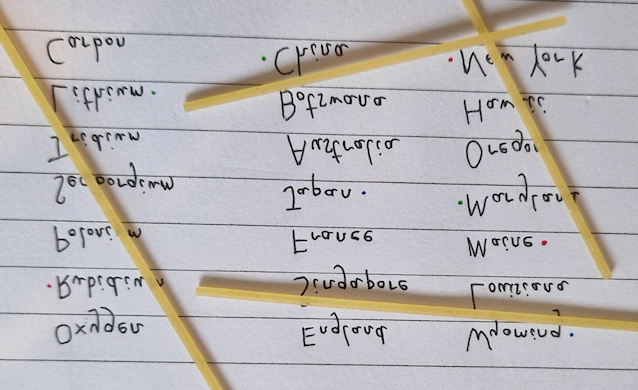 Oxygen
Rubidium
Polonium
Seaborgium
Iridium
Lithium
Carbon
England
Singapore
France
Japan
Australia
Botswana
China
Wyoming
Louisiana
Maine
Maryland
Oregon
Hawaii
New York